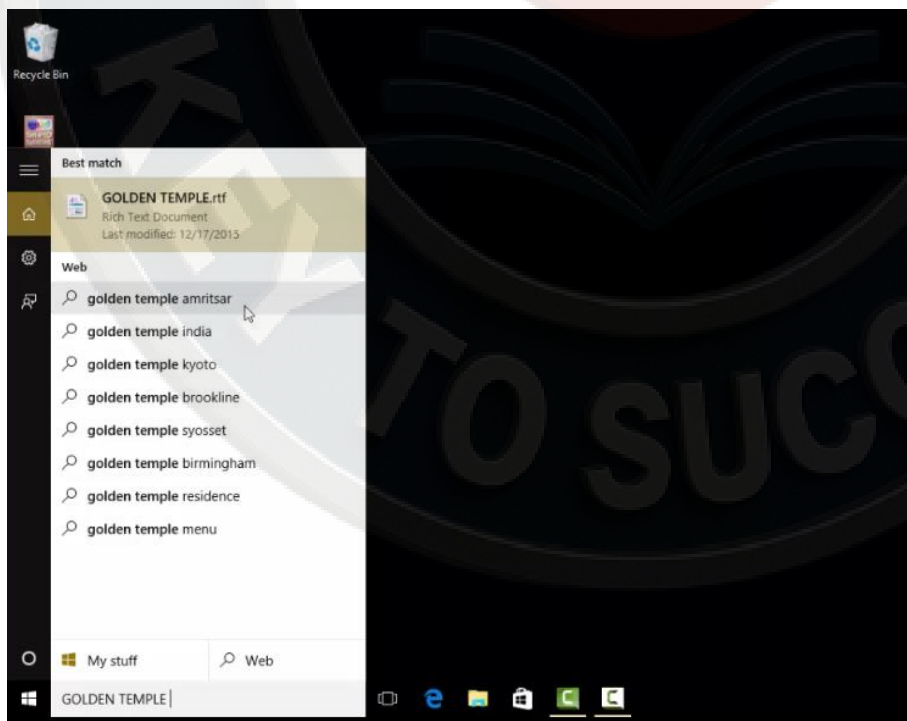 Recycle Bin
Best match
GOLDEN TEMPLE.rtf
Rich Text Document
Last modified: 12/17/2015
Web
golden temple amritsar
golden temple india
golden temple kyoto
golden temple brookline
golden temple syosset
golden temple birmingham
golden temple residence
golden temple menu
My stuff
Web
GOLDEN TEMPLE
KEY TO SUCC